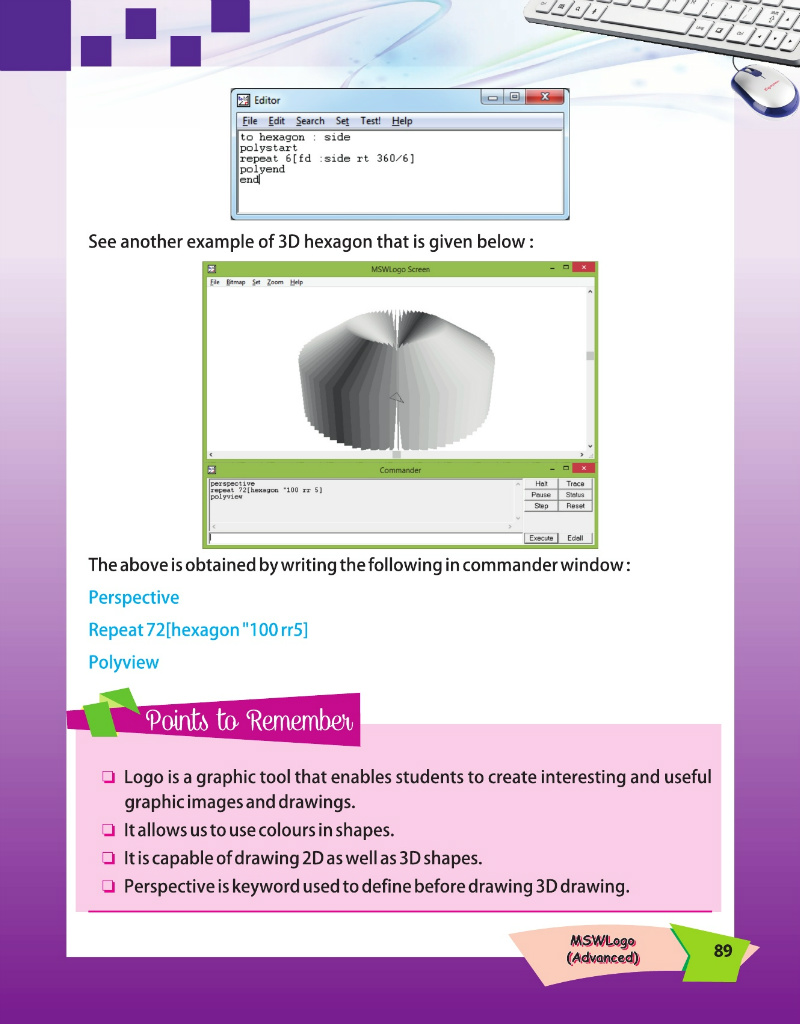 Editor
File Edit Search Set Test! Help
to hexagon : side
polystart
repeat 6[fd :side rt 360/6]
polyend
end
See another example of 3D hexagon that is given below :
MSWLogo Screen
File Bitmap Set Zoom Help
Commander
perspective
repeat 72[hexagon "100 rr 5]
polyview
Halt Trace
Pause Status
Step Reset
Execute Edall
The above is obtained by writing the following in commander window :
Perspective
Repeat 72[hexagon "100 rr5]
Polyview
Points to Remember
❑ Logo is a graphic tool that enables students to create interesting and useful
graphic images and drawings.
❑ It allows us to use colours in shapes.
❑ It is capable of drawing 2D as well as 3D shapes.
❑ Perspective is keyword used to define before drawing 3D drawing.
MSWLogo
(Advanced)
89